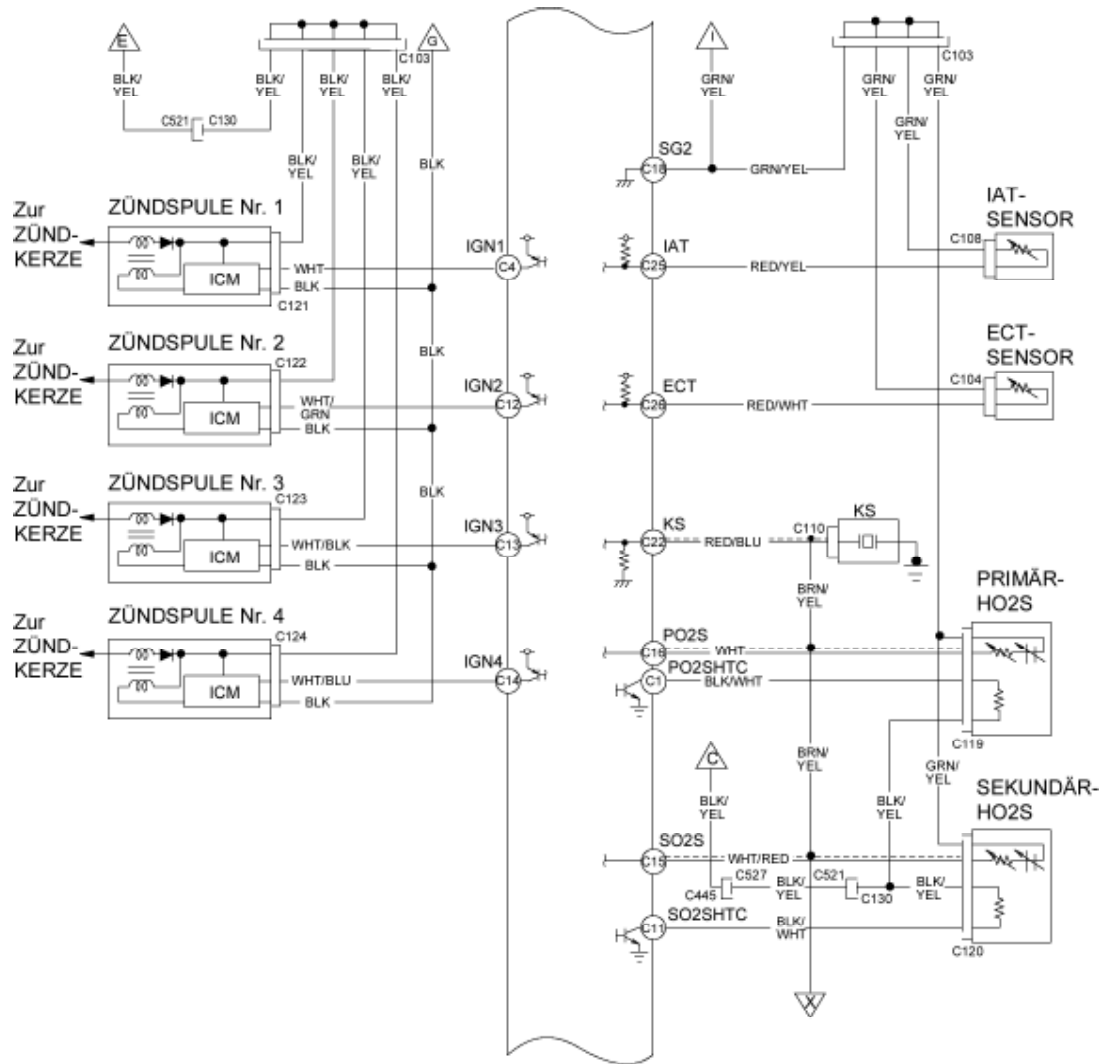 E
G
C103
BLK/
YEL
BLK/
YEL
BLK/
YEL
BLK/
YEL
C521
C130
BLK/
YEL
BLK/
YEL
BLK
Zur
ZÜND-
KERZE
ZÜNDSPULE Nr. 1
ICM
WHT
BLK
C121
IGN1
C4
BLK
Zur
ZÜND-
KERZE
ZÜNDSPULE Nr. 2
C122
ICM
WHT/
GRN
BLK
IGN2
C12
BLK
Zur
ZÜND-
KERZE
ZÜNDSPULE Nr. 3
C123
ICM
WHT/BLK
BLK
IGN3
C13
Zur
ZÜND-
KERZE
ZÜNDSPULE Nr. 4
C124
ICM
WHT/BLU
BLK
IGN4
C14
I
C103
GRN/
YEL
GRN/
YEL
GRN/
YEL
GRN/
YEL
SG2
C18
GRN/YEL
IAT-
SENSOR
C108
IAT
C25
RED/YEL
ECT-
SENSOR
C104
ECT
C26
RED/WHT
KS
C22
RED/BLU
C110
KS
BRN/
YEL
PRIMÄR-
HO2S
PO2S
C16
WHT
PO2SHTC
C1
BLK/WHT
C119
C
BRN/
YEL
GRN/
YEL
BLK/
YEL
BLK/
YEL
SEKUNDÄR-
HO2S
SO2S
C15
WHT/RED
C445
C527
BLK/
YEL
C521
C130
BLK/
YEL
SO2SHTC
C11
BLK/
WHT
C120
X